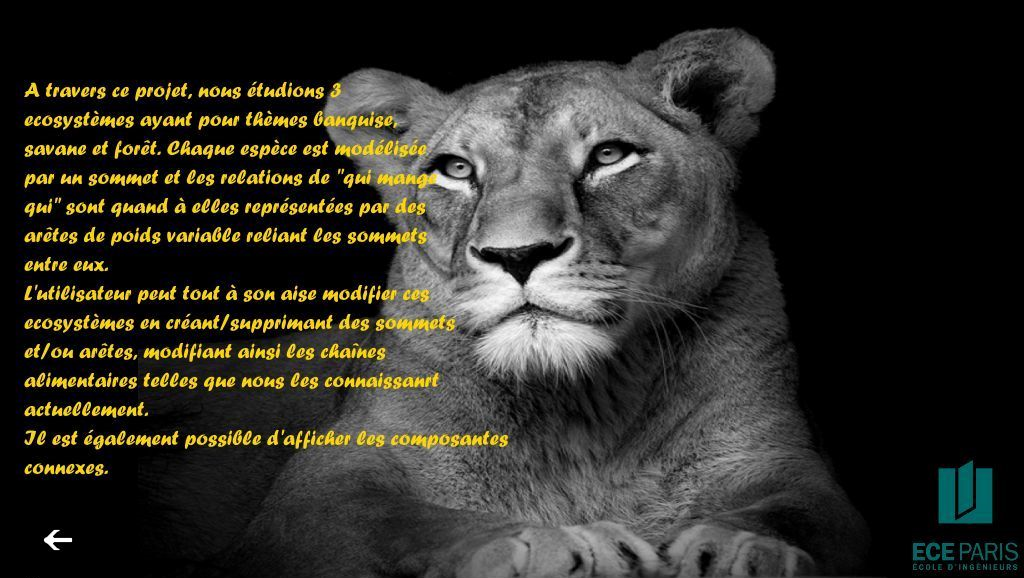 A travers ce projet, nous étudions 3
ecosystèmes ayant pour thèmes banquise,
savane et forêt. Chaque espèce est modélisée
par un sommet et les relations de "qui mange
qui" sont quand à elles représentées par des
arêtes de poids variable reliant les sommets
entre eux.
L'utilisateur peut tout à son aise modifier ces
ecosystèmes en créant/supprimant des sommets
et/ou arêtes, modifiant ainsi les chaînes
alimentaires telles que nous les connaissanrt
actuellement.
Il est également possible d'afficher les composantes
connexes.
ECE PARIS
ÉCOLE D'INGÉNIEURS